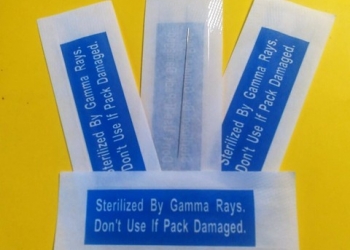 Sterilized By Gamma Rays.
Don't Use If Pack Damaged.
Sterilized By Gamma Rays.
Don't Use If Pack Damaged.
Sterilized By Gamma Rays.
Don't Use If Pack Damaged.